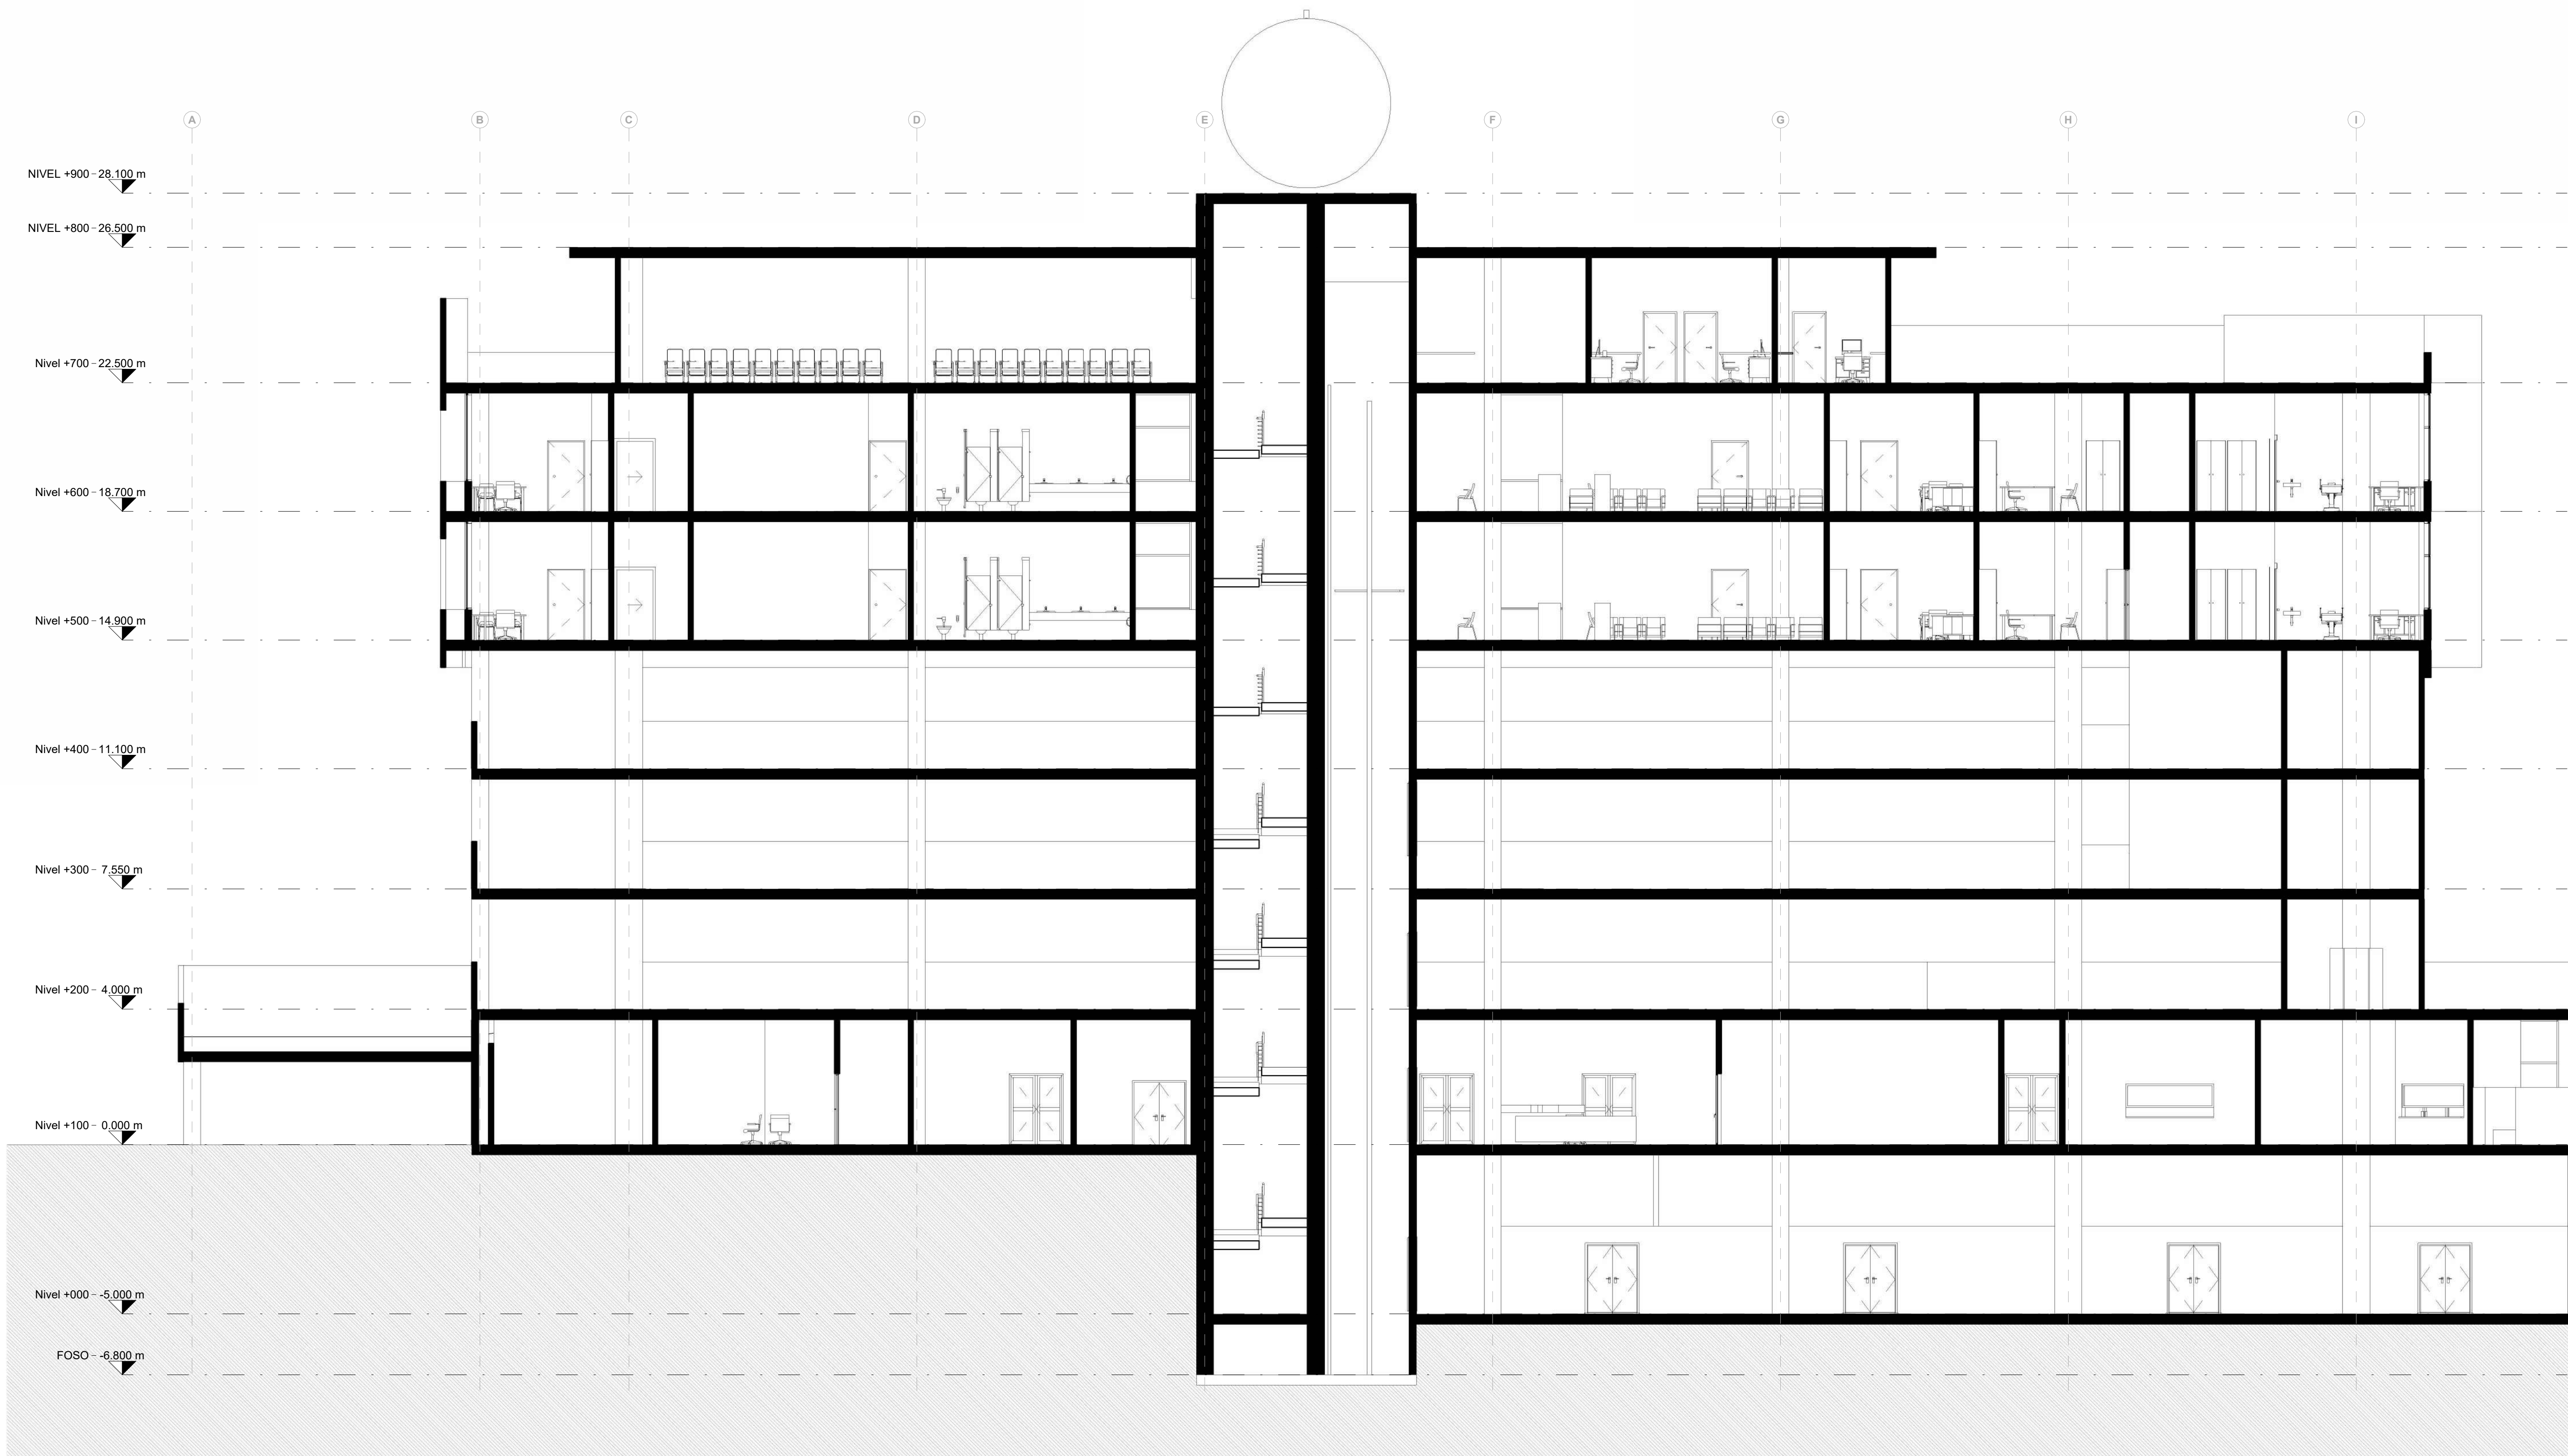 A B C D E F G H I
NIVEL +900 - 28.100 m
NIVEL +800 - 26.500 m
Nivel +700 - 22.500 m
Nivel +600 - 18.700 m
Nivel +500 - 14.900 m
Nivel +400 - 11.100 m
Nivel +300 - 7.550 m
Nivel +200 - 4.000 m
Nivel +100 - 0.000 m
Nivel +000 - -5.000 m
FOSO - -6.800 m